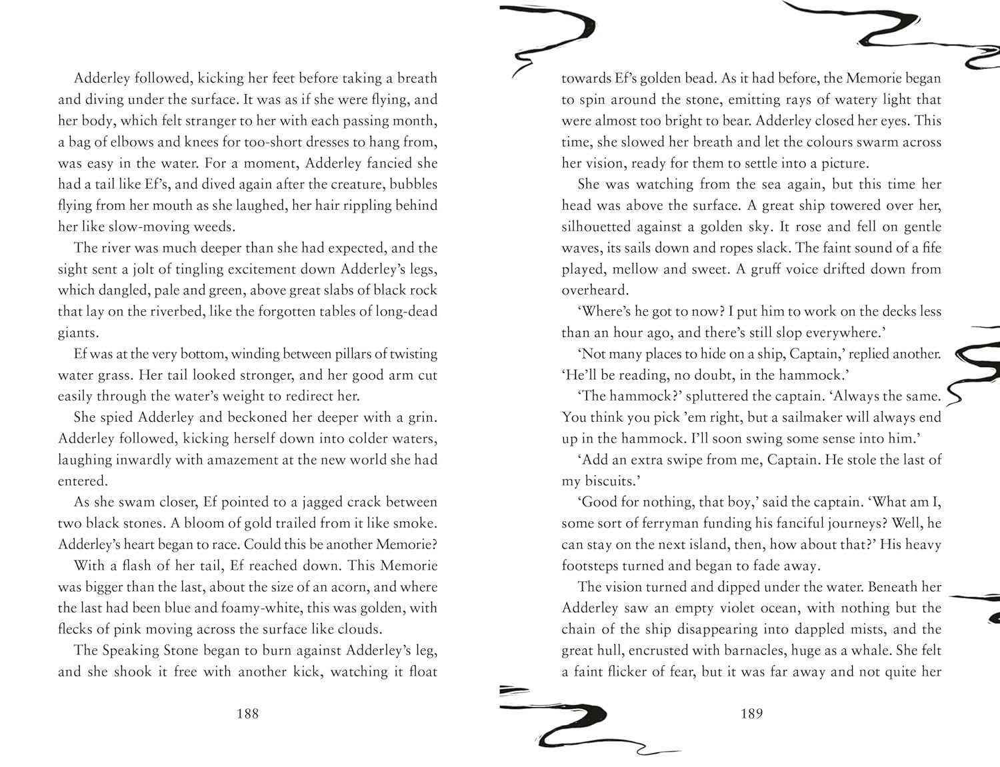 Adderley followed, kicking her feet before taking a breath
and diving under the surface. It was as if she were flying, and
her body, which felt stranger to her with each passing month,
a bag of elbows and knees for too-short dresses to hang from,
was easy in the water. For a moment, Adderley fancied she
had a tail like Ef’s, and dived again after the creature, bubbles
flying from her mouth as she laughed, her hair rippling behind
her like slow-moving weeds.
The river was much deeper than she had expected, and the
sight sent a jolt of tingling excitement down Adderley’s legs,
which dangled, pale and green, above great slabs of black rock
that lay on the riverbed, like the forgotten tables of long-dead
giants.
Ef was at the very bottom, winding between pillars of twisting
water grass. Her tail looked stronger, and her good arm cut
easily through the water’s weight to redirect her.
She spied Adderley and beckoned her deeper with a grin.
Adderley followed, kicking herself down into colder waters,
laughing inwardly with amazement at the new world she had
entered.
As she swam closer, Ef pointed to a jagged crack between
two black stones. A bloom of gold trailed from it like smoke.
Adderley’s heart began to race. Could this be another Memorie?
With a flash of her tail, Ef reached down. This Memorie
was bigger than the last, about the size of an acorn, and where
the last had been blue and foamy-white, this was golden, with
flecks of pink moving across the surface like clouds.
The Speaking Stone began to burn against Adderley’s leg,
and she shook it free with another kick, watching it float
188
towards Ef’s golden bead. As it had before, the Memorie began
to spin around the stone, emitting rays of watery light that
were almost too bright to bear. Adderley closed her eyes. This
time, she slowed her breath and let the colours swarm across
her vision, ready for them to settle into a picture.
She was watching from the sea again, but this time her
head was above the surface. A great ship towered over her,
silhouetted against a golden sky. It rose and fell on gentle
waves, its sails down and ropes slack. The faint sound of a fife
played, mellow and sweet. A gruff voice drifted down from
overheard.
‘Where’s he got to now? I put him to work on the decks less
than an hour ago, and there’s still slop everywhere.’
‘Not many places to hide on a ship, Captain,’ replied another.
‘He’ll be reading, no doubt, in the hammock.’
‘The hammock?’ spluttered the captain. ‘Always the same.
You think you pick ’em right, but a sailmaker will always end
up in the hammock. I’ll soon swing some sense into him.’
‘Add an extra swipe from me, Captain. He stole the last of
my biscuits.’
‘Good for nothing, that boy,’ said the captain. ‘What am I,
some sort of ferryman funding his fanciful journeys? Well, he
can stay on the next island, then, how about that?’ His heavy
footsteps turned and began to fade away.
The vision turned and dipped under the water. Beneath her
Adderley saw an empty violet ocean, with nothing but the
chain of the ship disappearing into dappled mists, and the
great hull, encrusted with barnacles, huge as a whale. She felt
a faint flicker of fear, but it was far away and not quite her
189